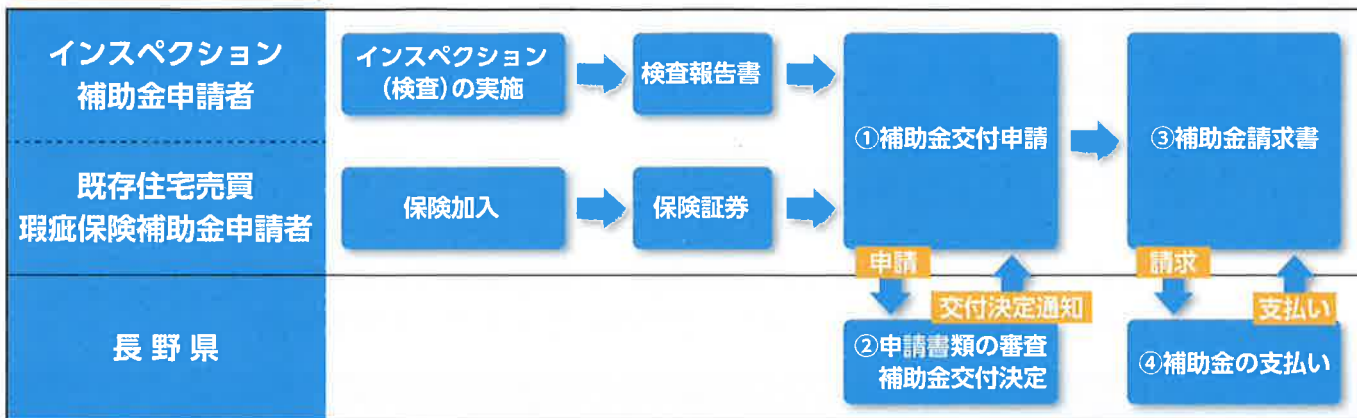 インスペクション
補助金申請者
インスペクション
(検査)の実施
検査報告書
①補助金交付申請
③補助金請求書
既存住宅売買
瑕疵保険補助金申請者
保険加入
保険証券
申請
交付決定通知
請求
支払い
長野県
②申請書類の審査
補助金交付決定
④補助金の支払い